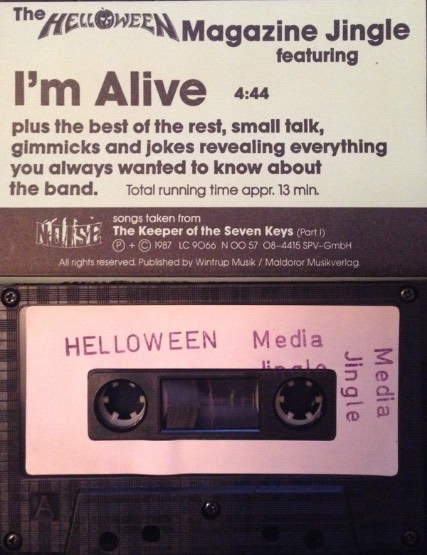 The HELLOWEEN Magazine Jingle
featuring
I'm Alive 4:44
plus the best of the rest, small talk,
gimmicks and jokes revealing everything
you always wanted to know about
the band. Total running time appr. 13 min.
NOISE
songs taken from
The Keeper of the Seven Keys (Part I)
Ⓟ + © 1987 LC 9066 N OO 57 O8-4415 SPV-GmbH
All rights reserved. Published by Wintrup Musik / Maldoror Musikverlag.
HELLOWEEN Media
Jingle
Media
Jingle
A